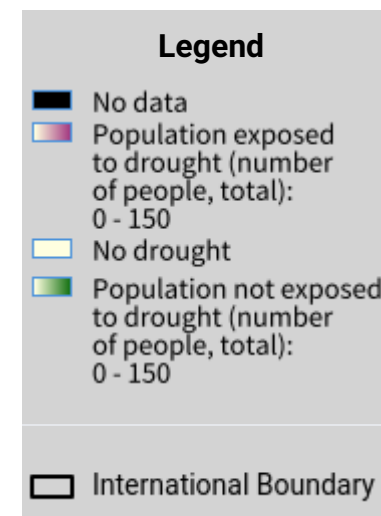 Legend
No data
Population exposed
to drought (number
of people, total):
0 - 150
No drought
Population not exposed
to drought (number
of people, total):
0 - 150
International Boundary